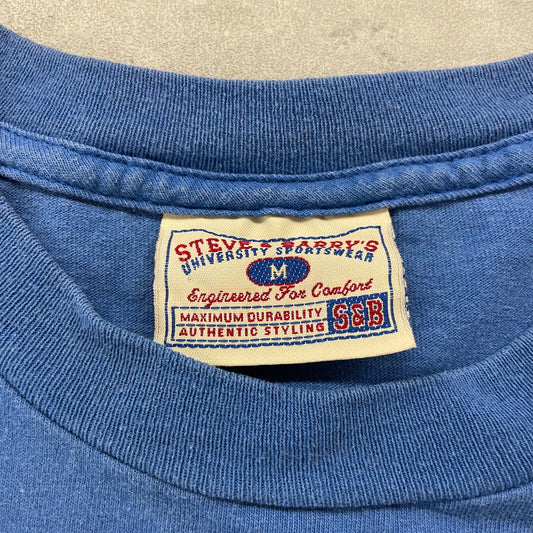 STEVE & BARRY'S
UNIVERSITY SPORTSWEAR
M
Engineered For Comfort
MAXIMUM DURABILITY
AUTHENTIC STYLING
S&B